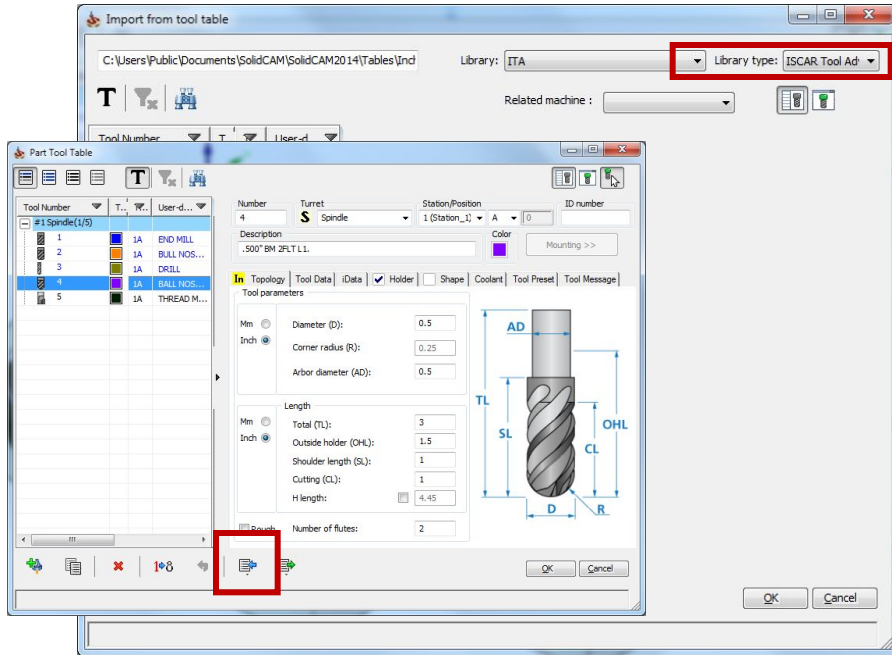 Import from tool table
C:\Users\Public\Documents\SolidCAM\SolidCAM2014\Tables\Inch
Library: ITA
Library type: ISCAR Tool Ad
T
Related machine :
Tool Number T User-d
Part Tool Table
T
Tool Number T.. User-d...
#1 Spindle(1/5)
1 1A END MILL
2 1A BULL NOS...
3 1A DRILL
4 1A BALL NOS...
5 1A THREAD M...
Number Turret Station/Position ID number
4 S Spindle 1 (Station_1) A 0
Description Color
.500" BM 2FLT L1. Mounting >>
In Topology Tool Data iData Holder Shape Coolant Tool Preset Tool Message
Tool parameters
Mm Diameter (D): 0.5
Inch Corner radius (R): 0.25
Arbor diameter (AD): 0.5
Length
Mm Total (TL): 3
Inch Outside holder (OHL): 1.5
Shoulder length (SL): 1
Cutting (CL): 1
H length: 4.45
Rough Number of flutes: 2
AD
TL
SL
OHL
CL
D
R
OK Cancel
OK Cancel